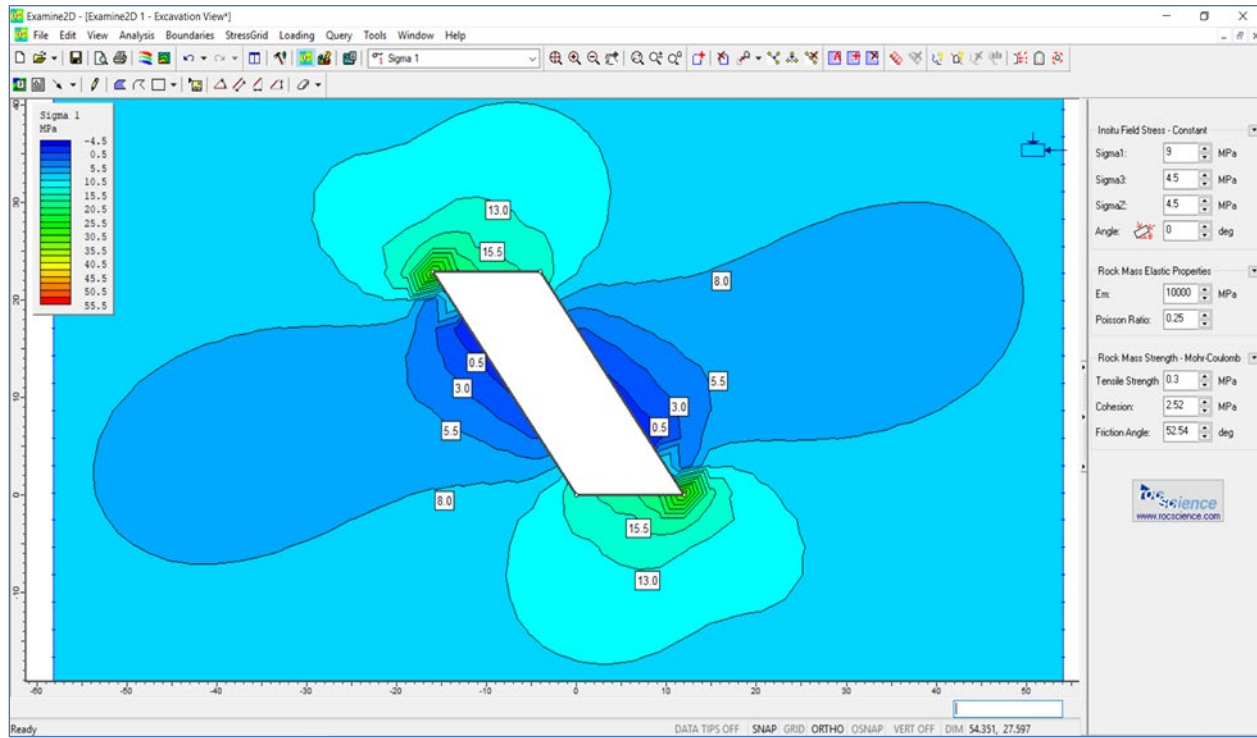 Examine2D - [Examine2D 1 - Excavation View*]
File Edit View Analysis Boundaries StressGrid Loading Query Tools Window Help
Sigma 1
Sigma 1
MPa
-4.5
0.5
5.5
10.5
15.5
20.5
25.5
30.5
35.5
40.5
45.5
50.5
55.5
40
30
20
10
0
-10
13.0
15.5
8.0
0.5
3.0
5.5
5.5
3.0
0.5
8.0
15.5
13.0
-60 -50 -40 -30 -20 -10 0 10 20 30 40 50
Insitu Field Stress - Constant
Sigma1: 9 MPa
Sigma3: 4.5 MPa
SigmaZ: 4.5 MPa
Angle: 0 deg
Rock Mass Elastic Properties
Em: 10000 MPa
Poisson Ratio: 0.25
Rock Mass Strength - Mohr-Coulomb
Tensile Strength 0.3 MPa
Cohesion: 2.52 MPa
Friction Angle: 52.54 deg
rocscience
www.rocscience.com
Ready DATA TIPS OFF SNAP GRID ORTHO OSNAP VERT OFF DIM 54.351, 27.597